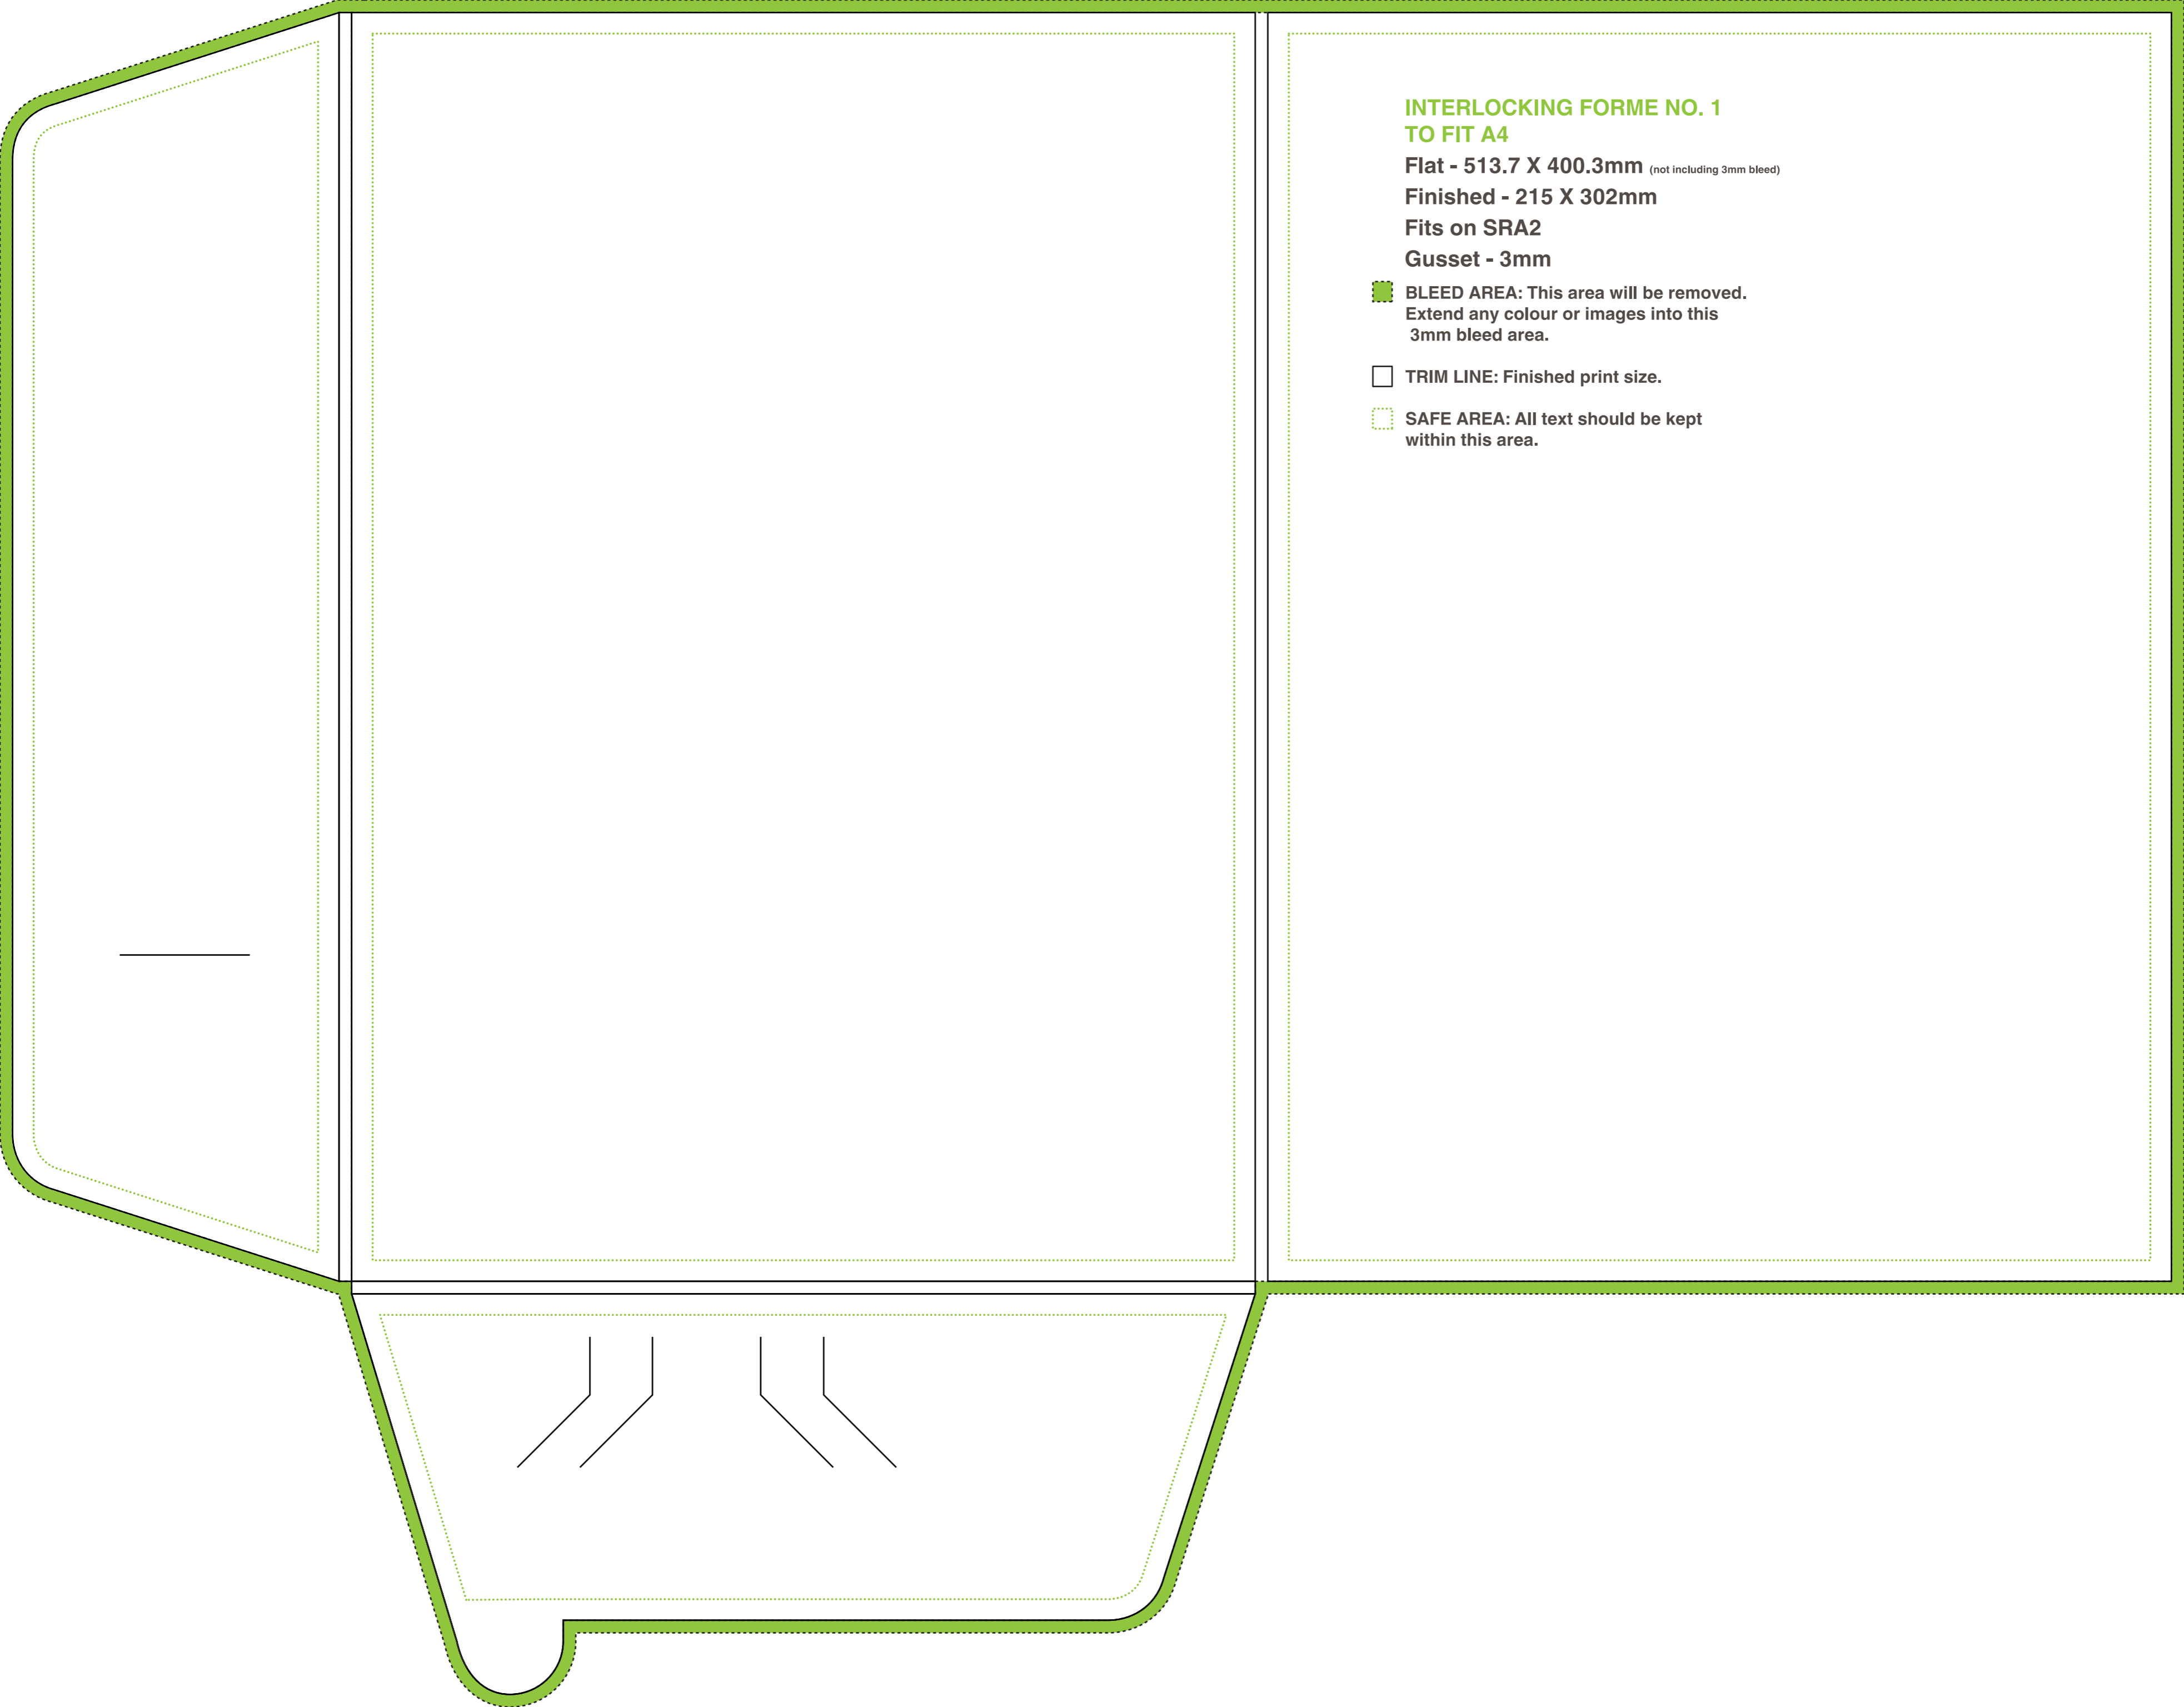 INTERLOCKING FORME NO. 1
TO FIT A4
Flat - 513.7 X 400.3mm (not including 3mm bleed)
Finished - 215 X 302mm
Fits on SRA2
Gusset - 3mm
BLEED AREA: This area will be removed.
Extend any colour or images into this
3mm bleed area.
TRIM LINE: Finished print size.
SAFE AREA: All text should be kept
within this area.